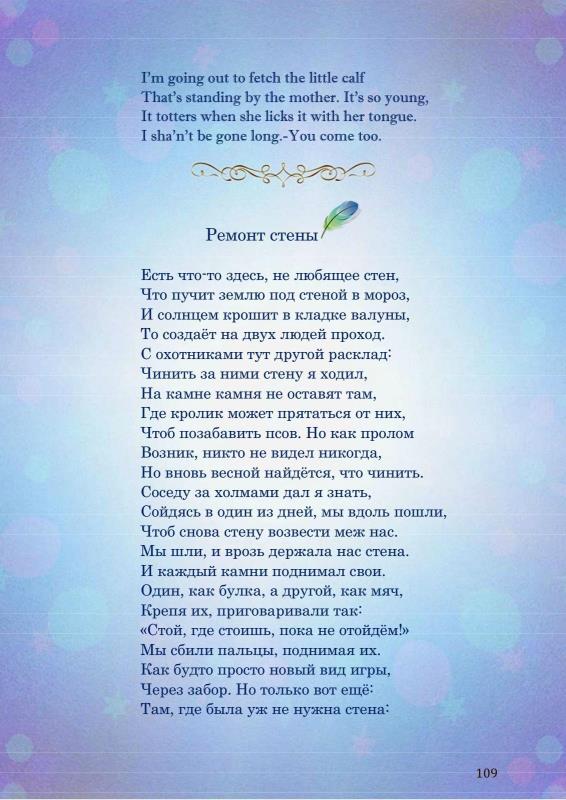 I’m going out to fetch the little calf
That’s standing by the mother. It’s so young,
It totters when she licks it with her tongue.
I sha’n’t be gone long.-You come too.
Ремонт стены
Есть что-то здесь, не любящее стен,
Что пучит землю под стеной в мороз,
И солнцем крошит в кладке валуны,
То создаёт на двух людей проход.
С охотниками тут другой расклад:
Чинить за ними стену я ходил,
На камне камня не оставят там,
Где кролик может прятаться от них,
Чтоб позабавить псов. Но как пролом
Возник, никто не видел никогда,
Но вновь весной найдётся, что чинить.
Соседу за холмами дал я знать,
Сойдясь в один из дней, мы вдоль пошли,
Чтоб снова стену возвести меж нас.
Мы шли, и врозь держала нас стена.
И каждый камни поднимал свои.
Один, как булка, а другой, как мяч,
Крепя их, приговаривали так:
«Стой, где стоишь, пока не отойдём!»
Мы сбили пальцы, поднимая их.
Как будто просто новый вид игры,
Через забор. Но только вот ещё:
Там, где была уж не нужна стена:
109